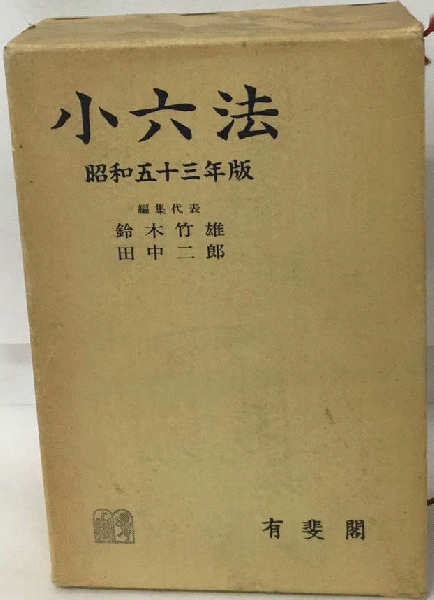 小六法
昭和五十三年版
編集代表
鈴木竹雄
田中二郎
有斐閣